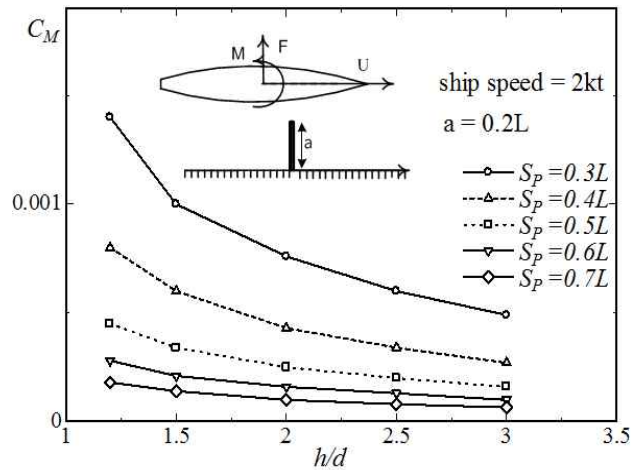 C_M
M
F
U
ship speed = 2kt
a
a = 0.2L
S_P=0.3L
S_P=0.4L
S_P=0.5L
S_P=0.6L
S_P=0.7L
0.001
0
1
1.5
2
2.5
3
3.5
h/d